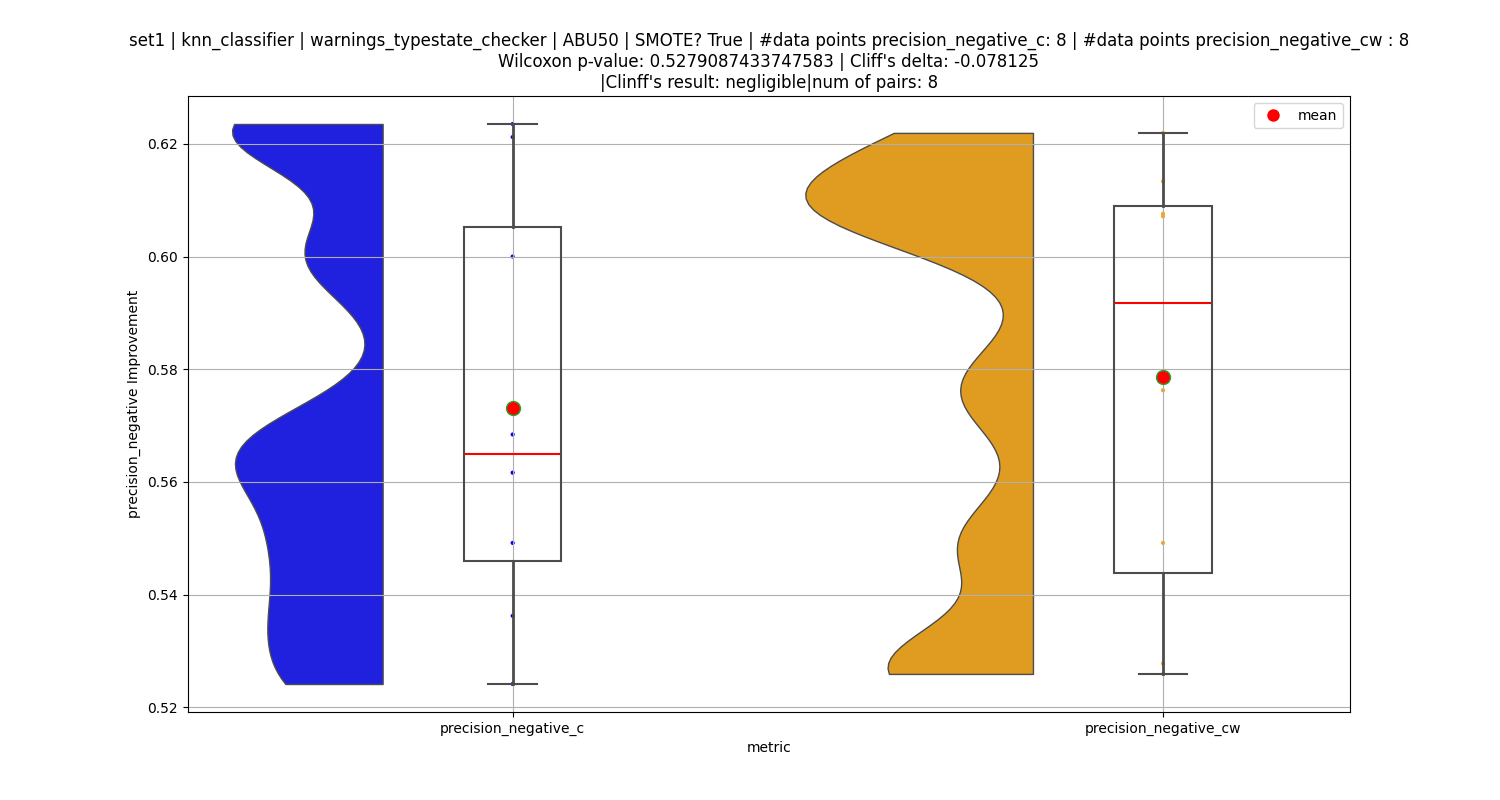 set1 | knn_classifier | warnings_typestate_checker | ABU50 | SMOTE? True | #data points precision_negative_c: 8 | #data points precision_negative_cw : 8
Wilcoxon p-value: 0.5279087433747583 | Cliff's delta: -0.078125
|Clinff's result: negligible|num of pairs: 8
mean
precision_negative Improvement
0.62
0.60
0.58
0.56
0.54
0.52
precision_negative_c
precision_negative_cw
metric